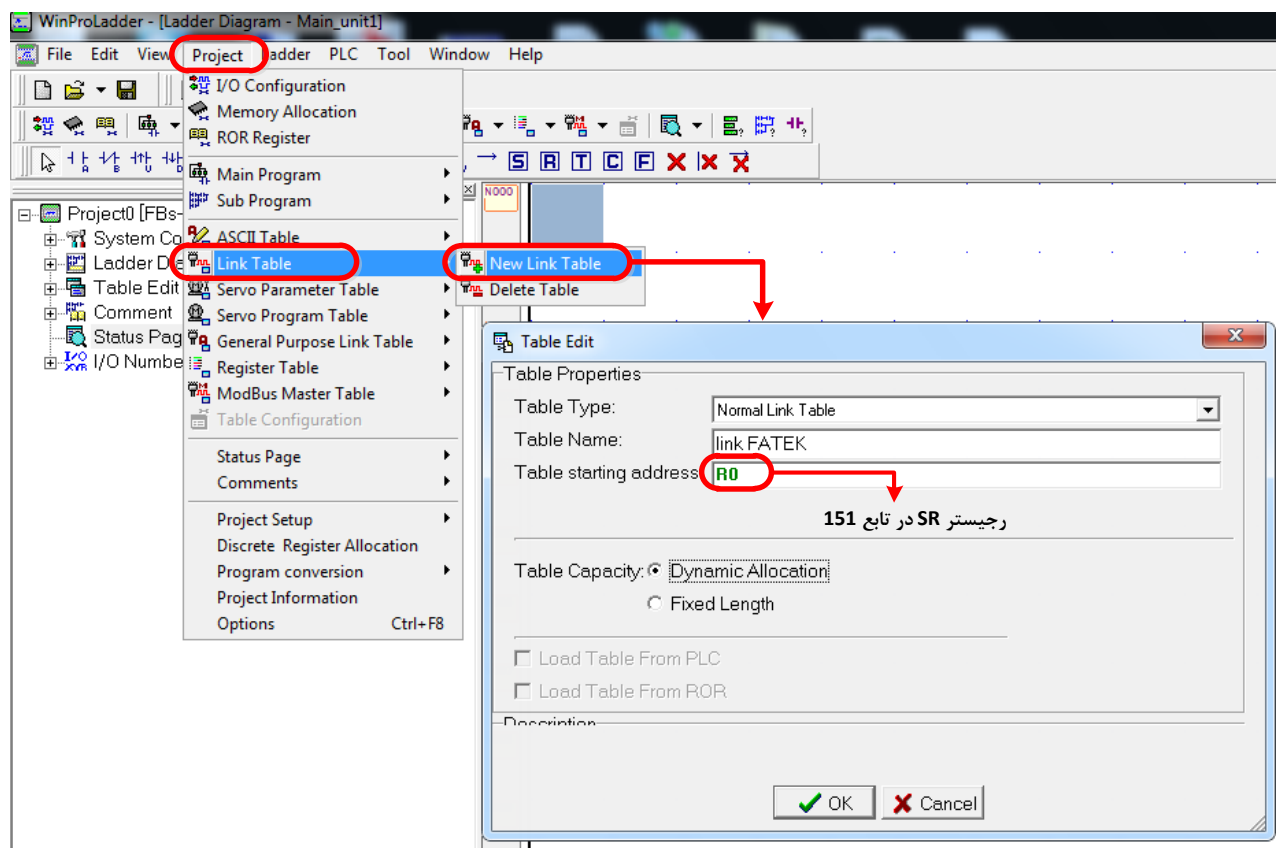 WinProLadder - [Ladder Diagram - Main_unit1]
File Edit View Project Ladder PLC Tool Window Help
I/O Configuration
Memory Allocation
ROR Register
Main Program
Sub Program
ASCII Table
Link Table
Servo Parameter Table
Servo Program Table
General Purpose Link Table
Register Table
ModBus Master Table
Table Configuration
Status Page
Comments
Project Setup
Discrete Register Allocation
Program conversion
Project Information
Options Ctrl+F8
New Link Table
Delete Table
S R T C F
A B U D
N000
Project0 [FBs-
System Co
Ladder Dia
Table Edit
Comment
Status Pag
I/O Numbe
Table Edit
Table Properties
Table Type: Normal Link Table
Table Name: link FATEK
Table starting address R0
رجیستر SR در تابع 151
Table Capacity: Dynamic Allocation
Fixed Length
Load Table From PLC
Load Table From ROR
Description
OK Cancel